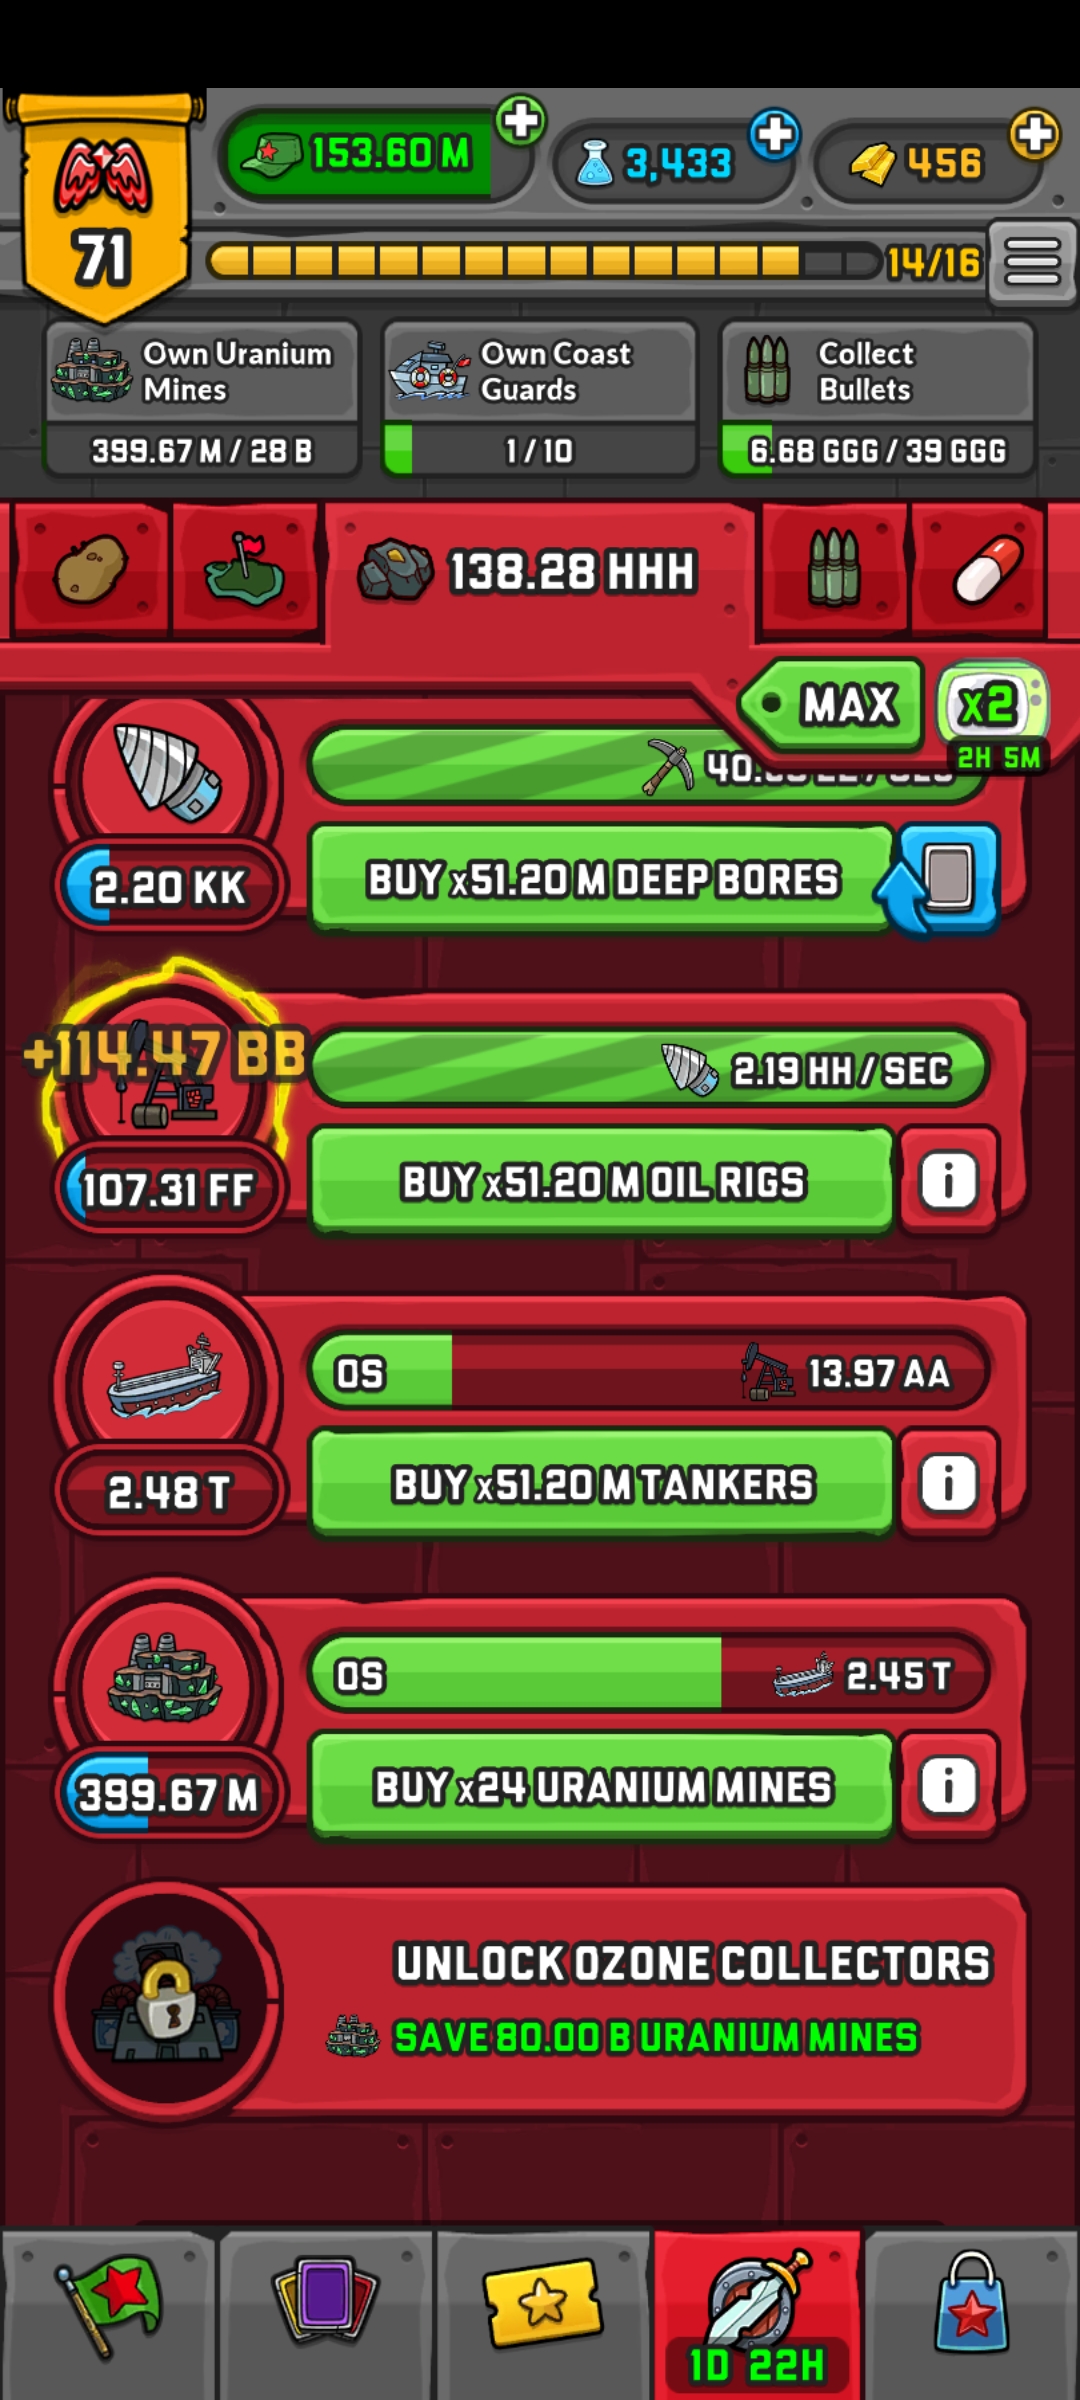 153.60 M
3,433
456
71
14/16
Own Uranium
Mines
Own Coast
Guards
Collect
Bullets
399.67 M / 28 B
1 / 10
6.68 GGG / 39 GGG
138.28 HHH
MAX
x2
2H 5M
2.20 KK
BUY x51.20 M DEEP BORES
+114.47 BB
2.19 HH / SEC
107.31 FF
BUY x51.20 M OIL RIGS
i
0S
13.97 AA
2.48 T
BUY x51.20 M TANKERS
i
0S
2.45 T
399.67 M
BUY x24 URANIUM MINES
i
UNLOCK OZONE COLLECTORS
SAVE 80.00 B URANIUM MINES
1D 22H